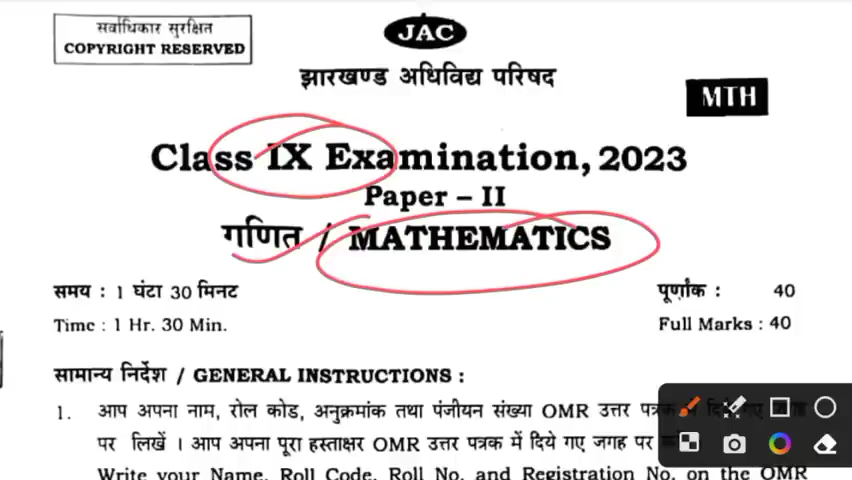 सर्वाधिकार सुरक्षित
COPYRIGHT RESERVED
JAC
झारखण्ड अधिविद्य परिषद
MTH
Class IX Examination, 2023
Paper – II
गणित / MATHEMATICS
समय : 1 घंटा 30 मिनट
पूर्णांक : 40
Time : 1 Hr. 30 Min.
Full Marks : 40
सामान्य निर्देश / GENERAL INSTRUCTIONS :
1. आप अपना नाम, रोल कोड, अनुक्रमांक तथा पंजीयन संख्या OMR उत्तर पत्रक में दिये गए जगह
पर लिखें । आप अपना पूरा हस्ताक्षर OMR उत्तर पत्रक में दिये गए जगह पर
Write your Name, Roll Code, Roll No. and Registration No. on the OMR